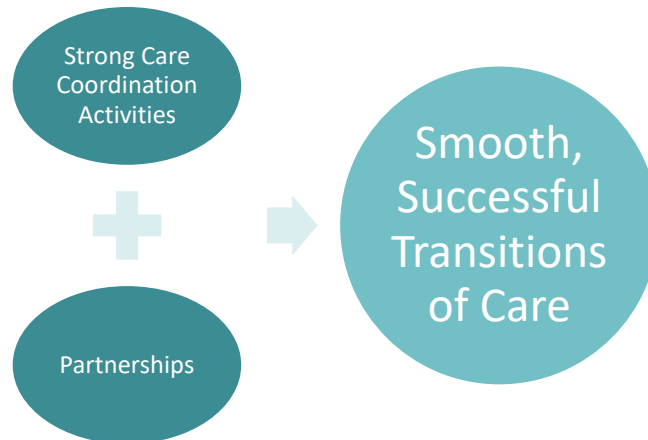 Strong Care
Coordination
Activities
Partnerships
Smooth,
Successful
Transitions
of Care